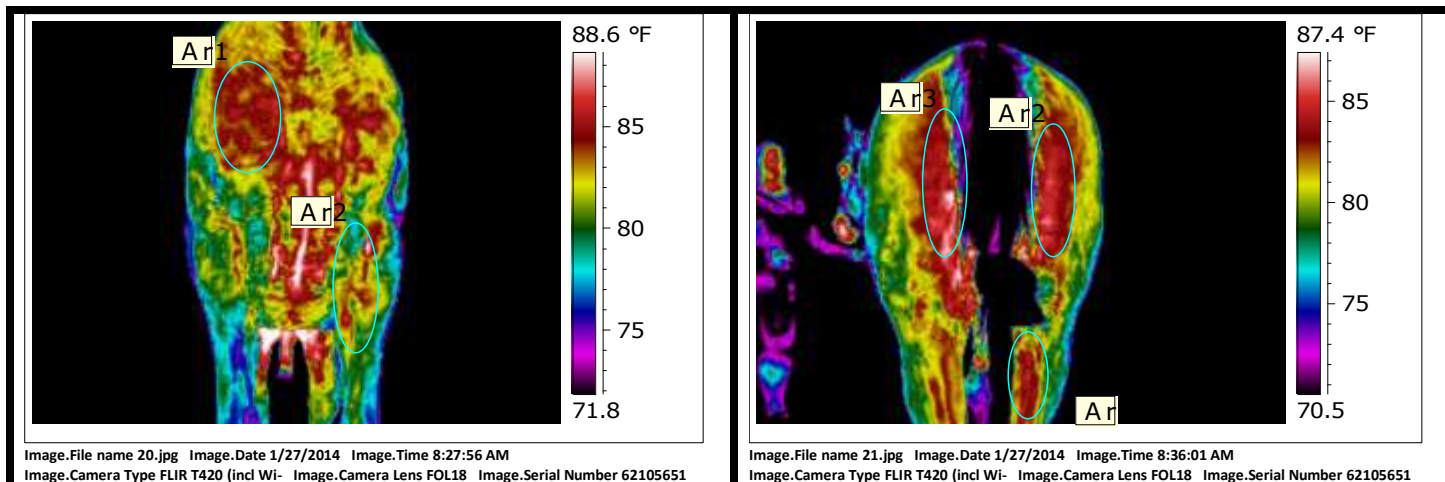 88.6 °F
Ar1
85
Ar2
80
75
71.8
Image.File name 20.jpg Image.Date 1/27/2014 Image.Time 8:27:56 AM
Image.Camera Type FLIR T420 (incl Wi- Image.Camera Lens FOL18 Image.Serial Number 62105651
87.4 °F
85
Ar3
Ar2
80
75
Ar
70.5
Image.File name 21.jpg Image.Date 1/27/2014 Image.Time 8:36:01 AM
Image.Camera Type FLIR T420 (incl Wi- Image.Camera Lens FOL18 Image.Serial Number 62105651